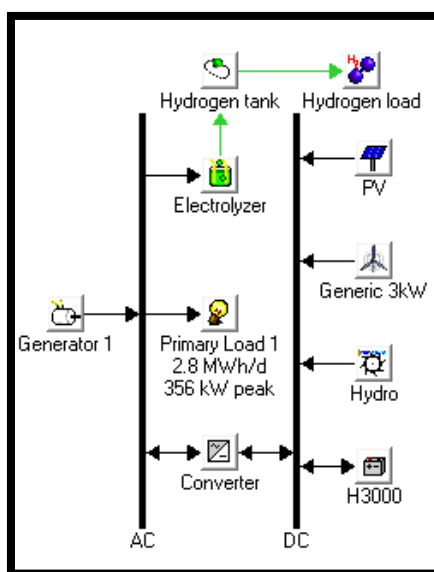 Hydrogen tank
Hydrogen load
Electrolyzer
PV
Generic 3kW
Generator 1
Primary Load 1
2.8 MWh/d
356 kW peak
Hydro
Converter
H3000
AC
DC